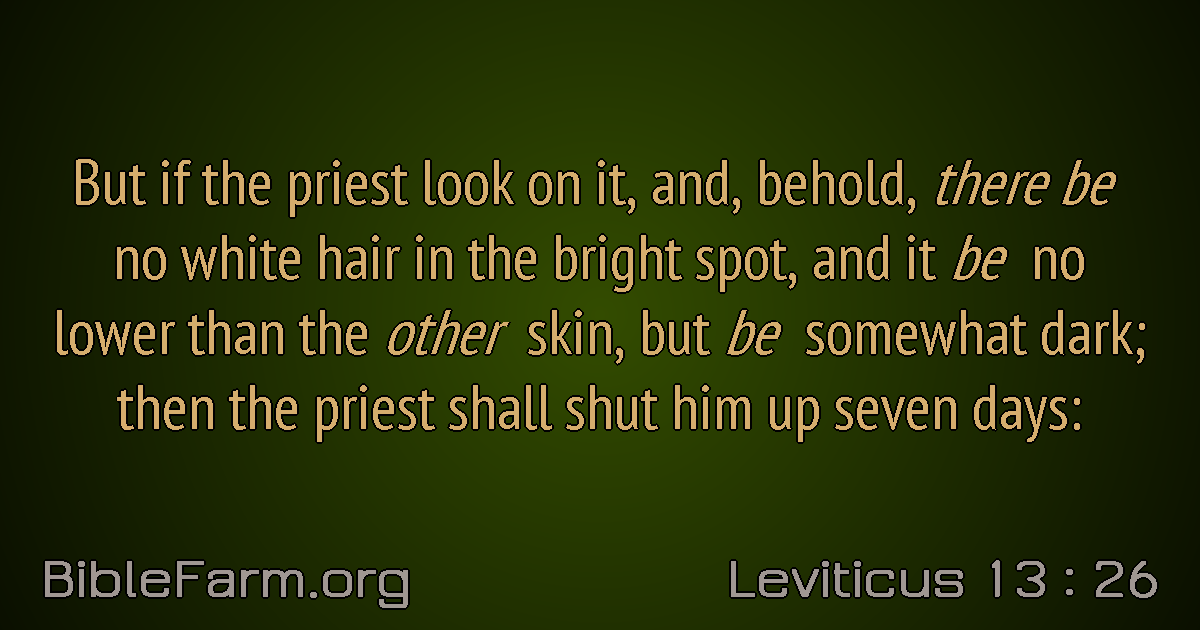 But if the priest look on it, and, behold, there be
no white hair in the bright spot, and it be no
lower than the other skin, but be somewhat dark;
then the priest shall shut him up seven days:
BibleFarm.org
Leviticus 13 : 26